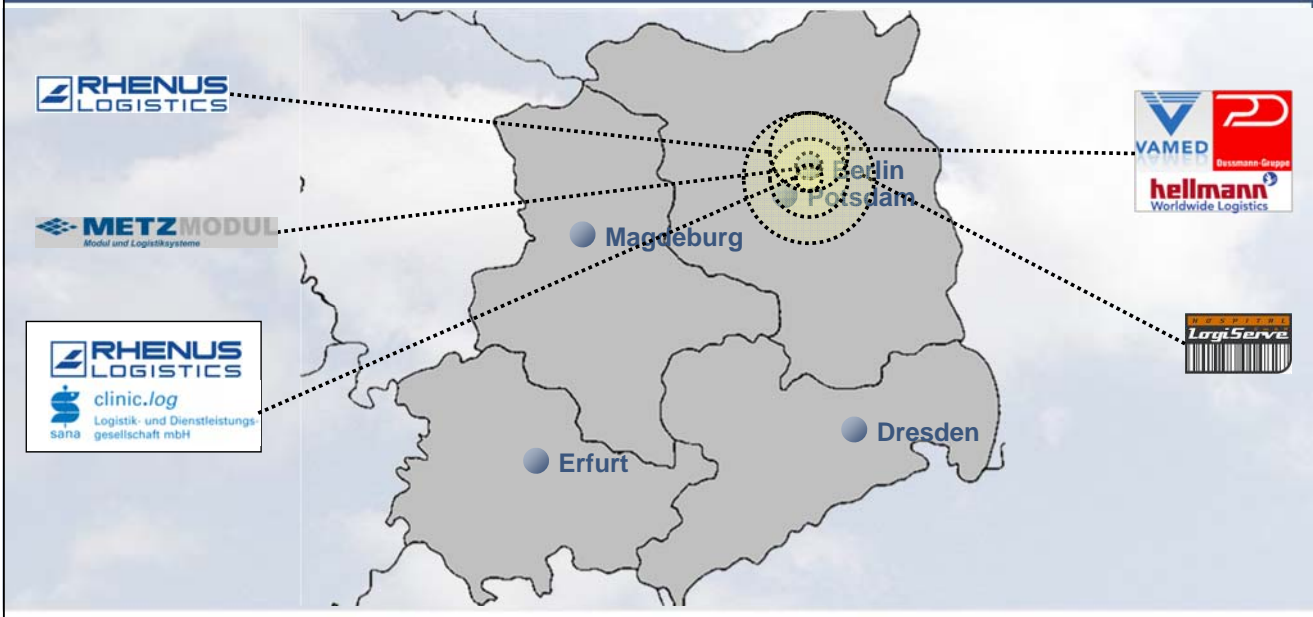 RHENUS
LOGISTICS
METZMODUL
Modul und Logiksysteme
RHENUS
LOGISTICS
sana
clinic.log
Logistik- und Dienstleistungs-
gesellschaft mbH
Berlin
Potsdam
Magdeburg
Dresden
Erfurt
VAMED
Dussmann-Gruppe
hellmann
Worldwide Logistics
HOSPITAL
LogiServe